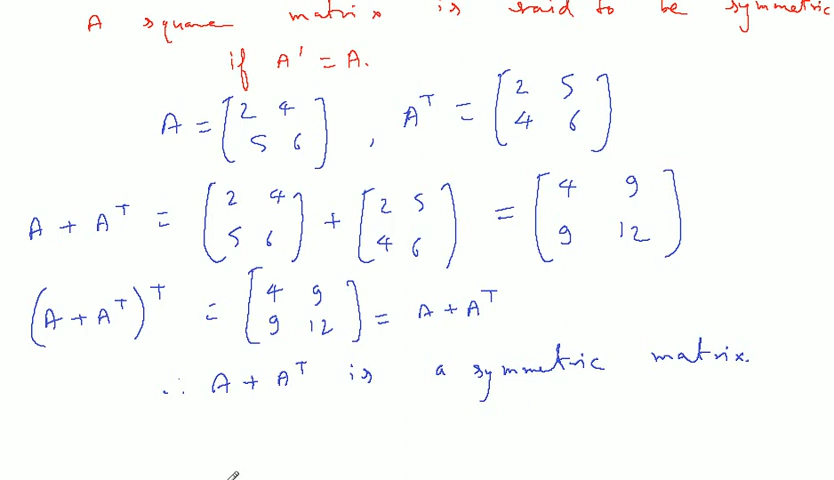 A square matrix is said to be symmetric
if A' = A.
A = [2 4
5 6] , A^T = [2 5
4 6]
A + A^T = [2 4
5 6] + [2 5
4 6] = [4 9
9 12]
(A + A^T)^T = [4 9
9 12] = A + A^T
∴ A + A^T is a symmetric matrix.